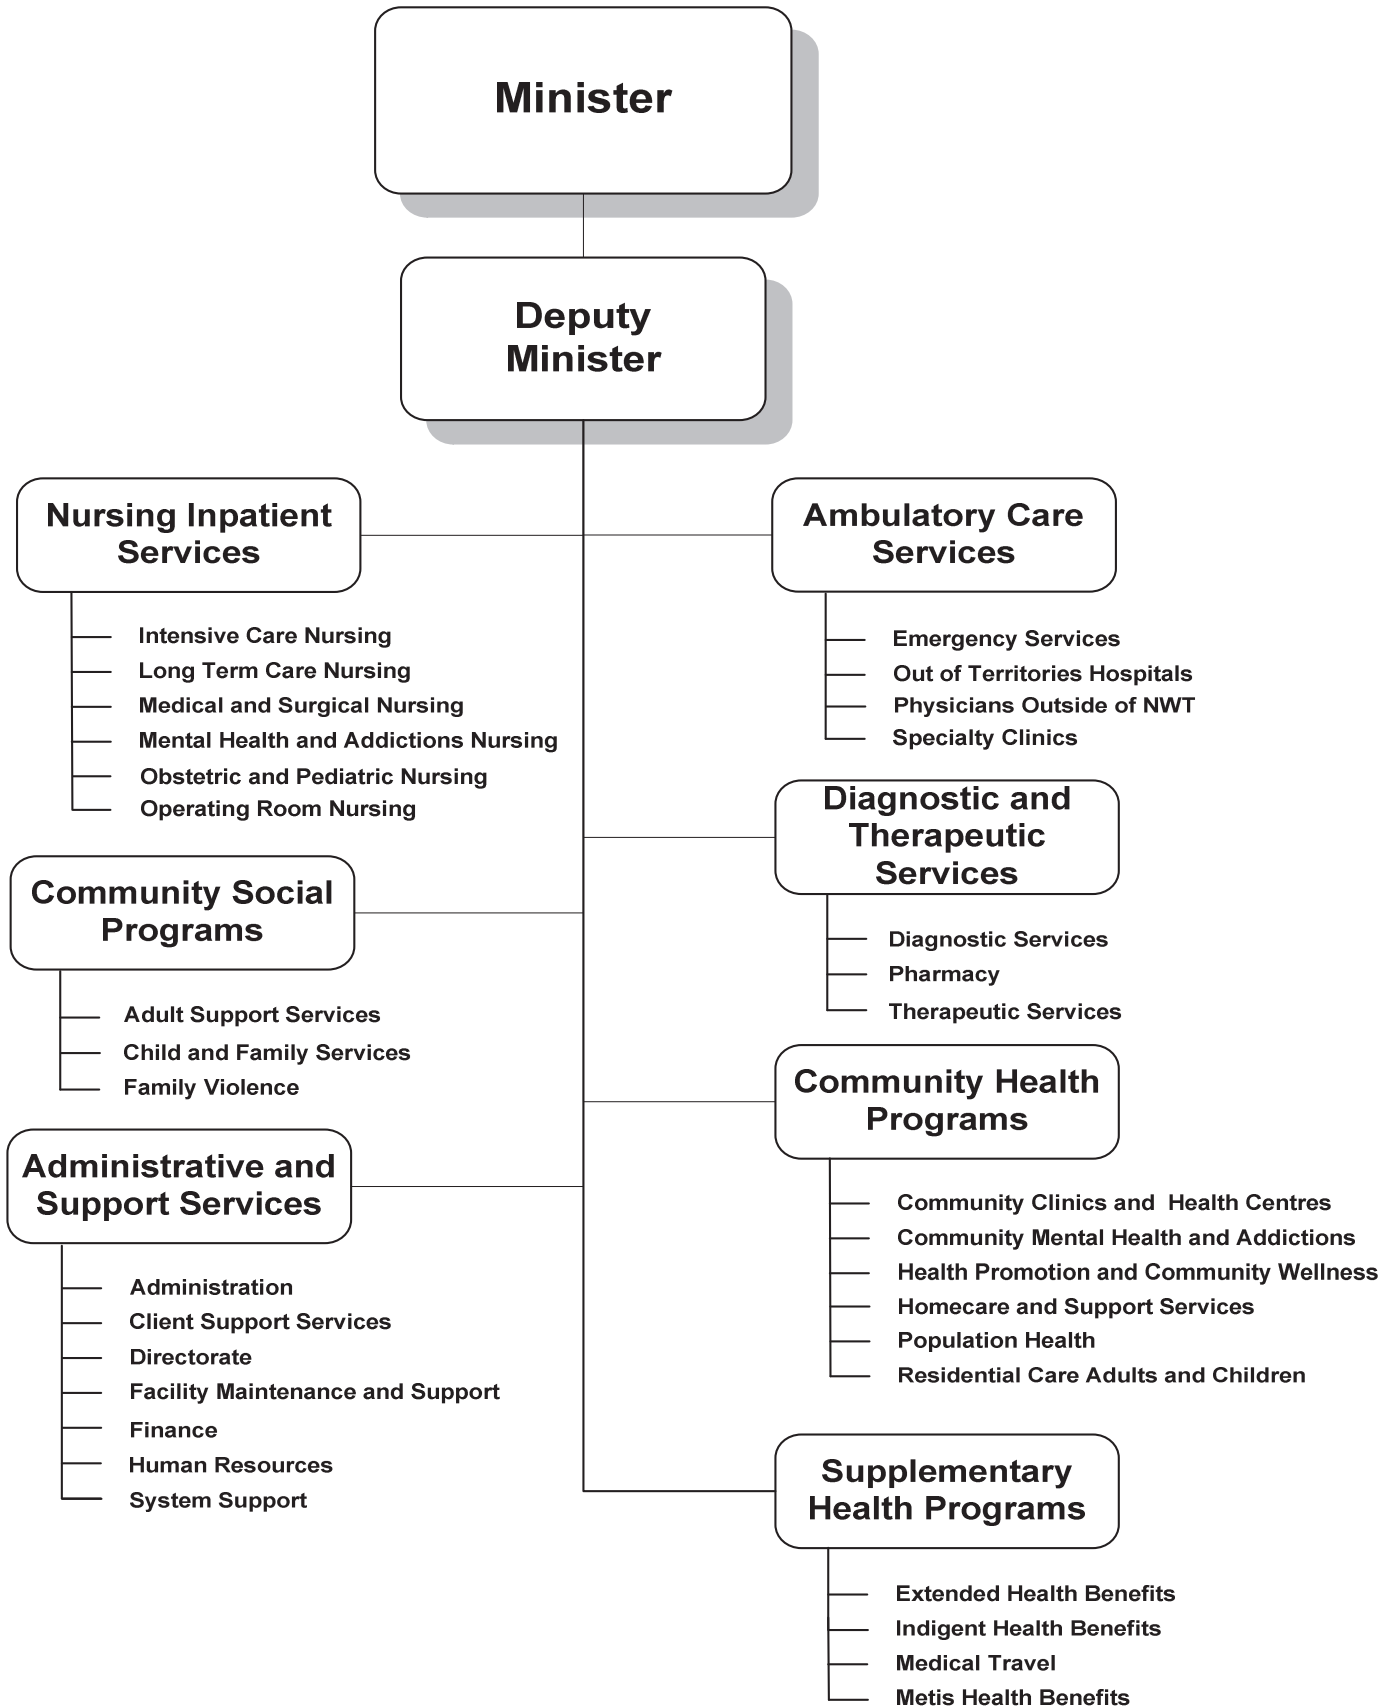 Minister
Deputy
Minister
Nursing Inpatient
Services
Intensive Care Nursing
Long Term Care Nursing
Medical and Surgical Nursing
Mental Health and Addictions Nursing
Obstetric and Pediatric Nursing
Operating Room Nursing
Community Social
Programs
Adult Support Services
Child and Family Services
Family Violence
Administrative and
Support Services
Administration
Client Support Services
Directorate
Facility Maintenance and Support
Finance
Human Resources
System Support
Ambulatory Care
Services
Emergency Services
Out of Territories Hospitals
Physicians Outside of NWT
Specialty Clinics
Diagnostic and
Therapeutic
Services
Diagnostic Services
Pharmacy
Therapeutic Services
Community Health
Programs
Community Clinics and  Health Centres
Community Mental Health and Addictions
Health Promotion and Community Wellness
Homecare and Support Services
Population Health
Residential Care Adults and Children
Supplementary
Health Programs
Extended Health Benefits
Indigent Health Benefits
Medical Travel
Metis Health Benefits